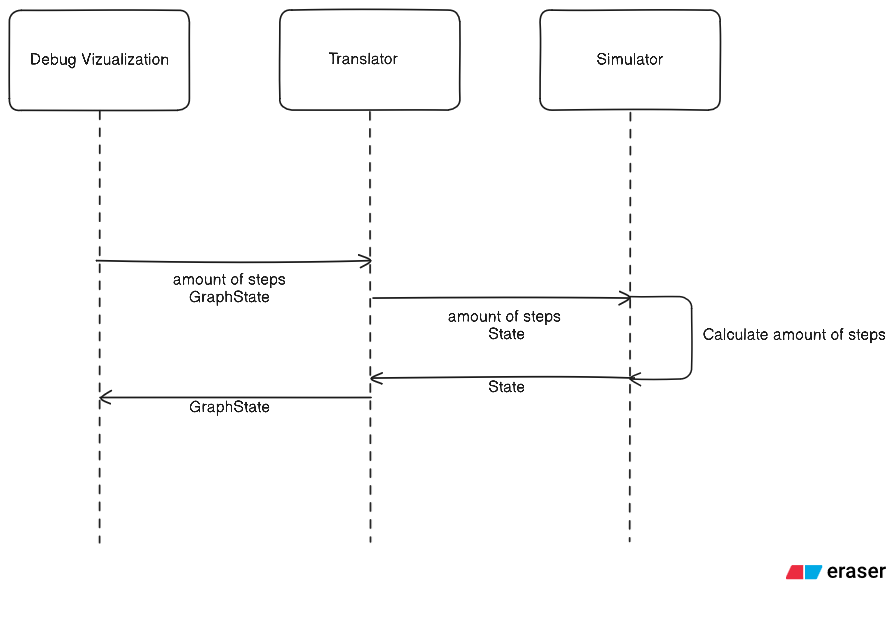 Debug Vizualization
Translator
Simulator
amount of steps
GraphState
amount of steps
State
Calculate amount of steps
State
GraphState
eraser